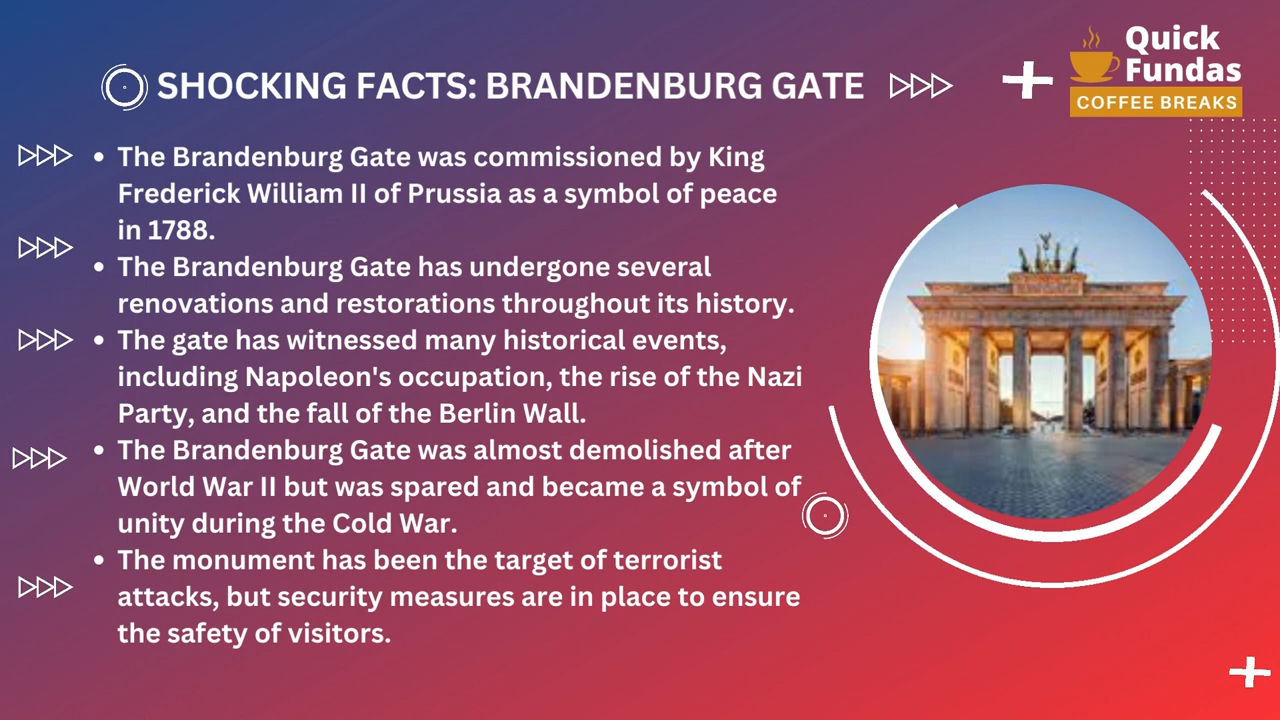 Quick
Fundas
COFFEE BREAKS
SHOCKING FACTS: BRANDENBURG GATE
• The Brandenburg Gate was commissioned by King
Frederick William II of Prussia as a symbol of peace
in 1788.
• The Brandenburg Gate has undergone several
renovations and restorations throughout its history.
• The gate has witnessed many historical events,
including Napoleon's occupation, the rise of the Nazi
Party, and the fall of the Berlin Wall.
• The Brandenburg Gate was almost demolished after
World War II but was spared and became a symbol of
unity during the Cold War.
• The monument has been the target of terrorist
attacks, but security measures are in place to ensure
the safety of visitors.